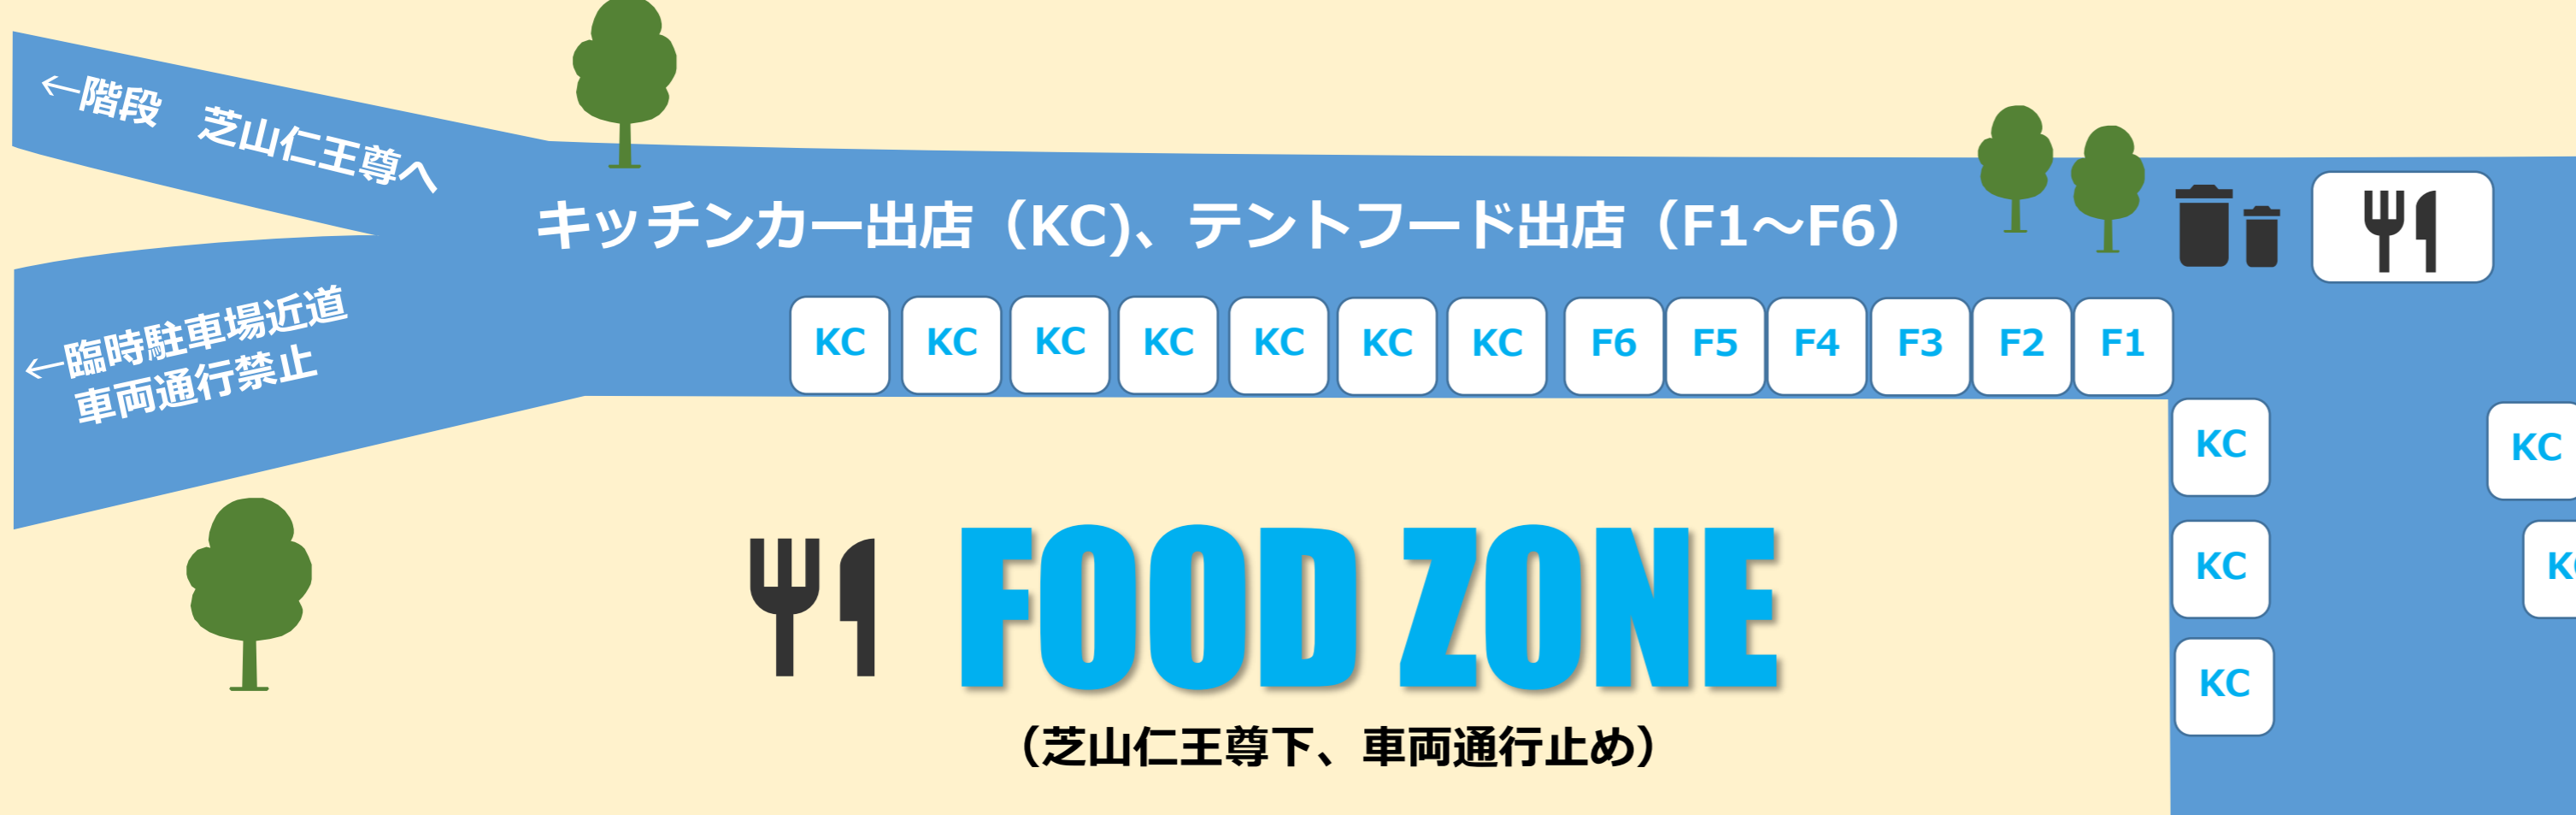 ←階段　芝山仁王尊へ
キッチンカー出店（KC)、テントフード出店（F1～F6）
←臨時駐車場近道
車両通行禁止
KC KC KC KC KC KC KC F6 F5 F4 F3 F2 F1
KC KC
KC
KC
FOOD ZONE
（芝山仁王尊下、車両通行止め）